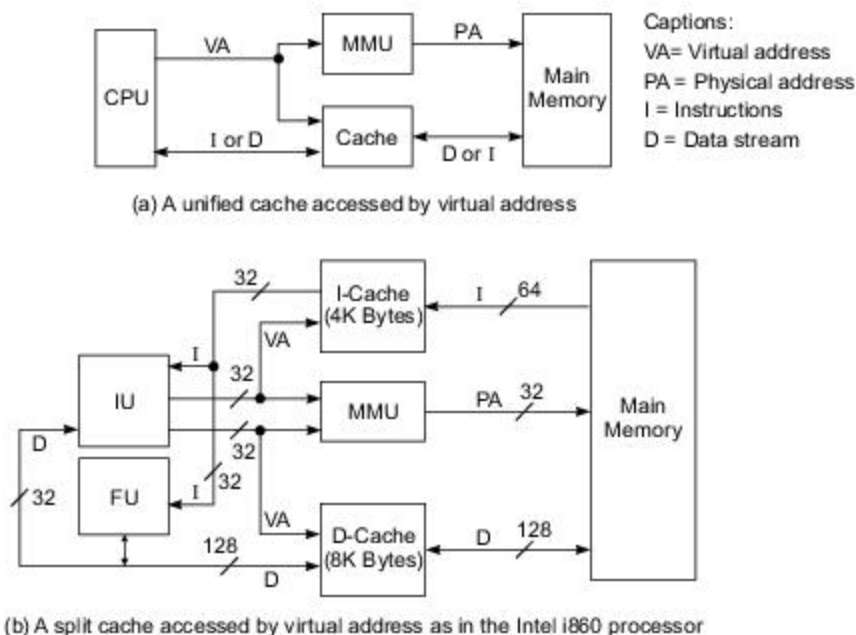 VA
MMU
PA
CPU
Main
Memory
I or D
Cache
D or I
Captions:
VA= Virtual address
PA = Physical address
I = Instructions
D = Data stream
(a) A unified cache accessed by virtual address
32
I-Cache
(4K Bytes)
I
64
VA
I
32
IU
MMU
PA
32
Main
Memory
D
32
32
32
FU
I
VA
128
D
D-Cache
(8K Bytes)
D
128
(b) A split cache accessed by virtual address as in the Intel i860 processor